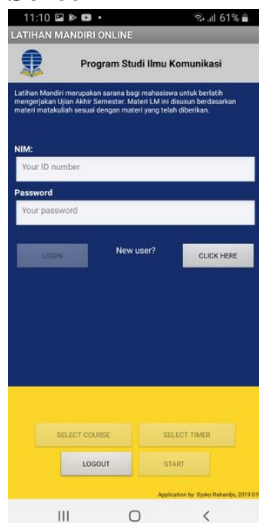 11:10 61%
LATIHAN MANDIRI ONLINE
Program Studi Ilmu Komunikasi
Latihan Mandiri merupakan sarana bagi mahasiswa untuk berlatih
mengerjakan Ujian Akhir Semester. Materi LM ini disusun berdasarkan
materi matakuliah sesuai dengan materi yang telah diberikan.
NIM:
Your ID number
Password
Your password
LOGIN New user? CLICK HERE
SELECT COURSE SELECT TIMER
LOGOUT START
Application by: Djoko Rahardjo, 2019.01